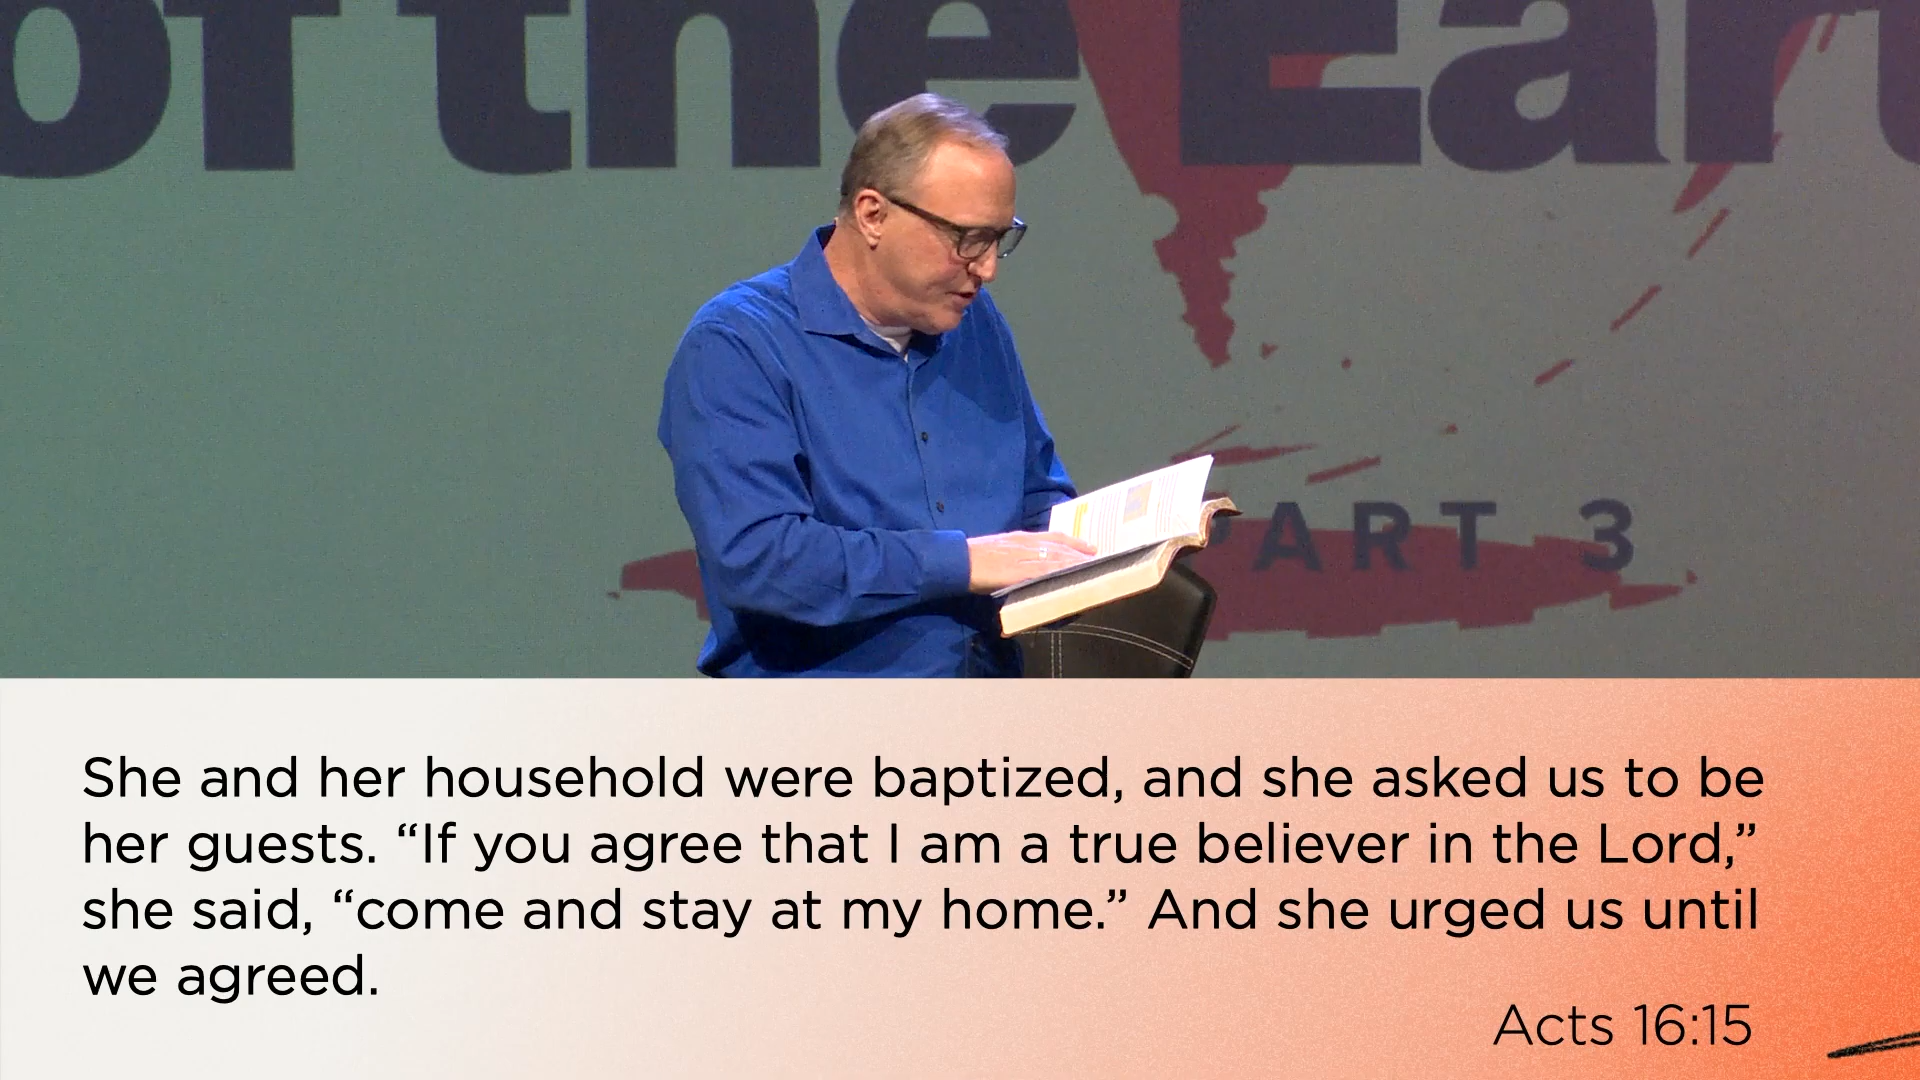 of the Eart
PART 3
She and her household were baptized, and she asked us to be
her guests. “If you agree that I am a true believer in the Lord,”
she said, “come and stay at my home.” And she urged us until
we agreed.
Acts 16:15